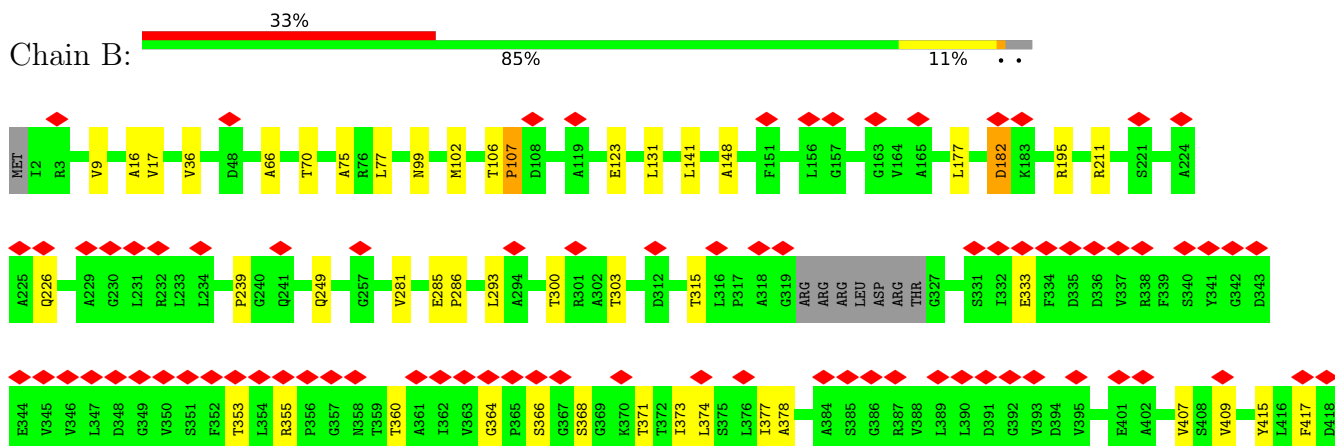 33%
Chain B:
85% 11% • •
MET I2 R3 V9 A16 V17 V36 D48 A66 T70 A75 R76 L77 N99 M102 T106 P107 D108 A119 E123 L131 L141 A148 F151 L156 G157 G163 V164 A165 L177 D182 K183 R195 R211 S221 A224
A225 Q226 A229 G230 L231 R232 L233 L234 P239 G240 Q241 Q249 G257 V281 E285 P286 L293 A294 T300 R301 A302 T303 D312 T315 L316 P317 A318 G319 ARG ARG ARG LEU ASP ARG THR G327 S331 I332 E333 F334 D335 D336 V337 R338 F339 S340 Y341 G342 D343
E344 V345 V346 L347 D348 G349 V350 S351 F352 T353 L354 R355 P356 G357 N358 T359 T360 A361 I362 V363 G364 P365 S366 G367 S368 G369 K370 T371 T372 I373 L374 S375 L376 I377 A378 A384 S385 G386 R387 V388 L389 L390 D391 G392 V393 D394 V395 E401 A402 V407 S408 V409 Y415 L416 F417 D418